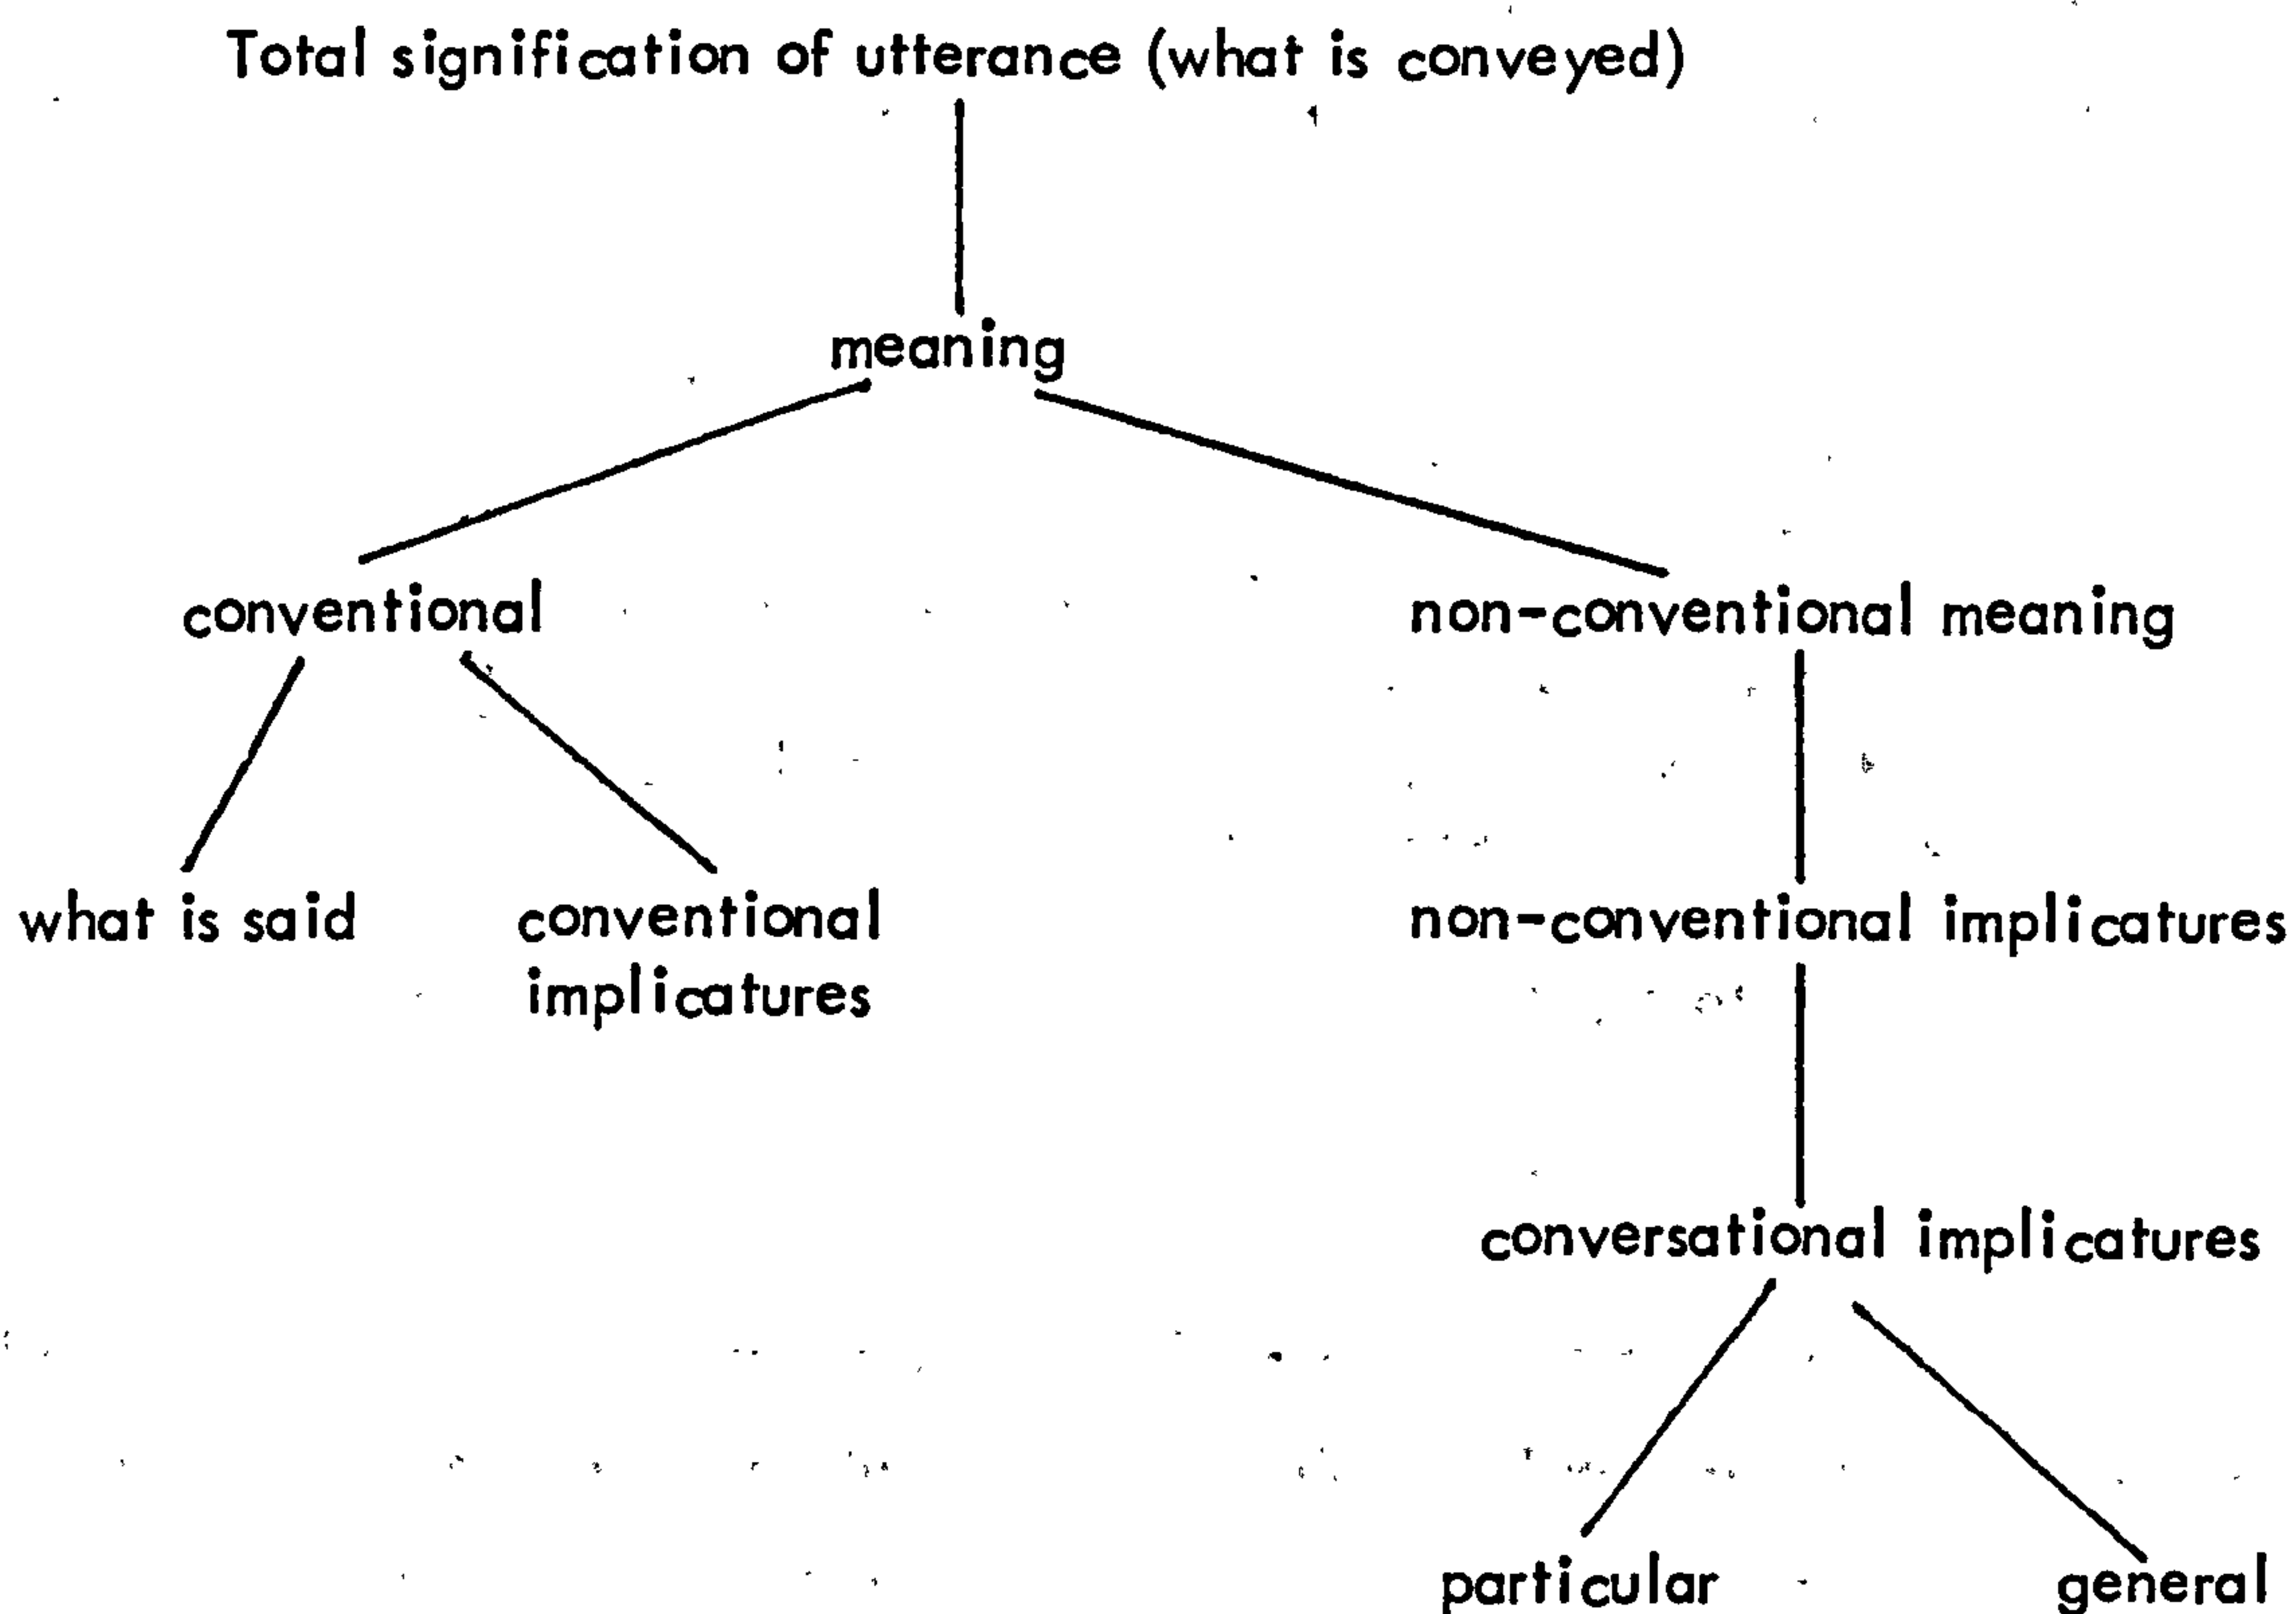 Total signification of utterance (what is conveyed)
meaning
conventional
non-conventional meaning
what is said
conventional
implicatures
non-conventional implicatures
conversational implicatures
particular
general